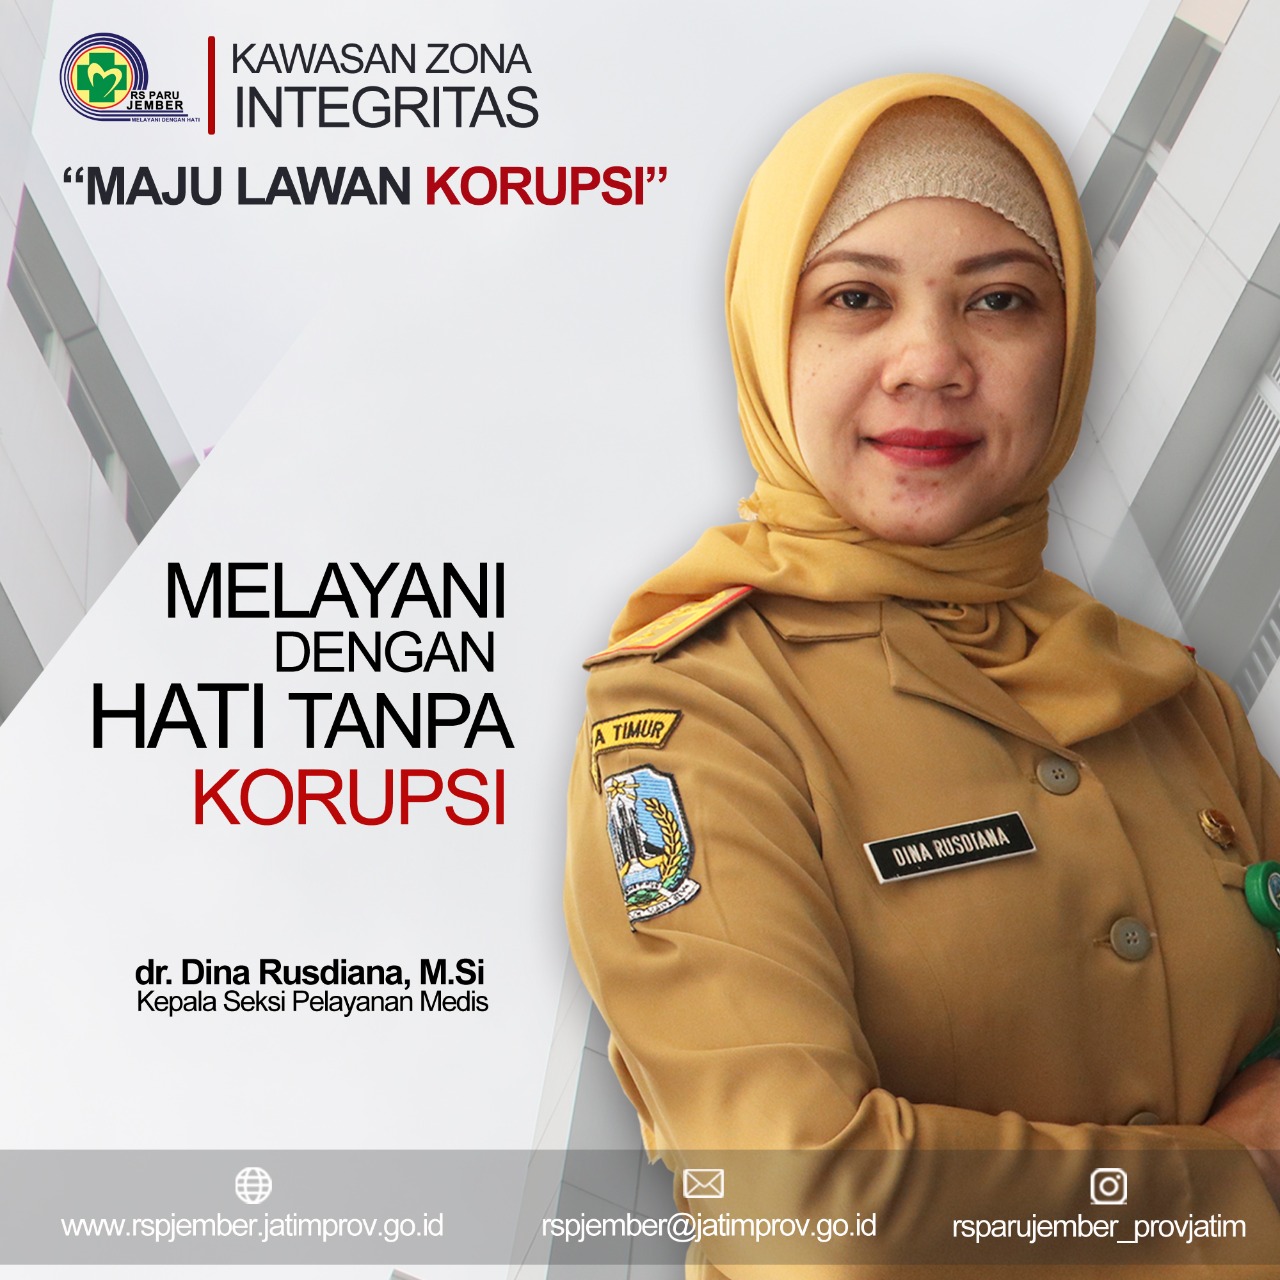 RS PARU
JEMBER
MELAYANI DENGAN HATI
KAWASAN ZONA
INTEGRITAS
“MAJU LAWAN KORUPSI”
MELAYANI
DENGAN
HATI TANPA
KORUPSI
A TIMUR
DINA RUSDIANA
dr. Dina Rusdiana, M.Si
Kepala Seksi Pelayanan Medis
www.rspjember.jatimprov.go.id
rspjember@jatimprov.go.id
rsparujember_provjatim